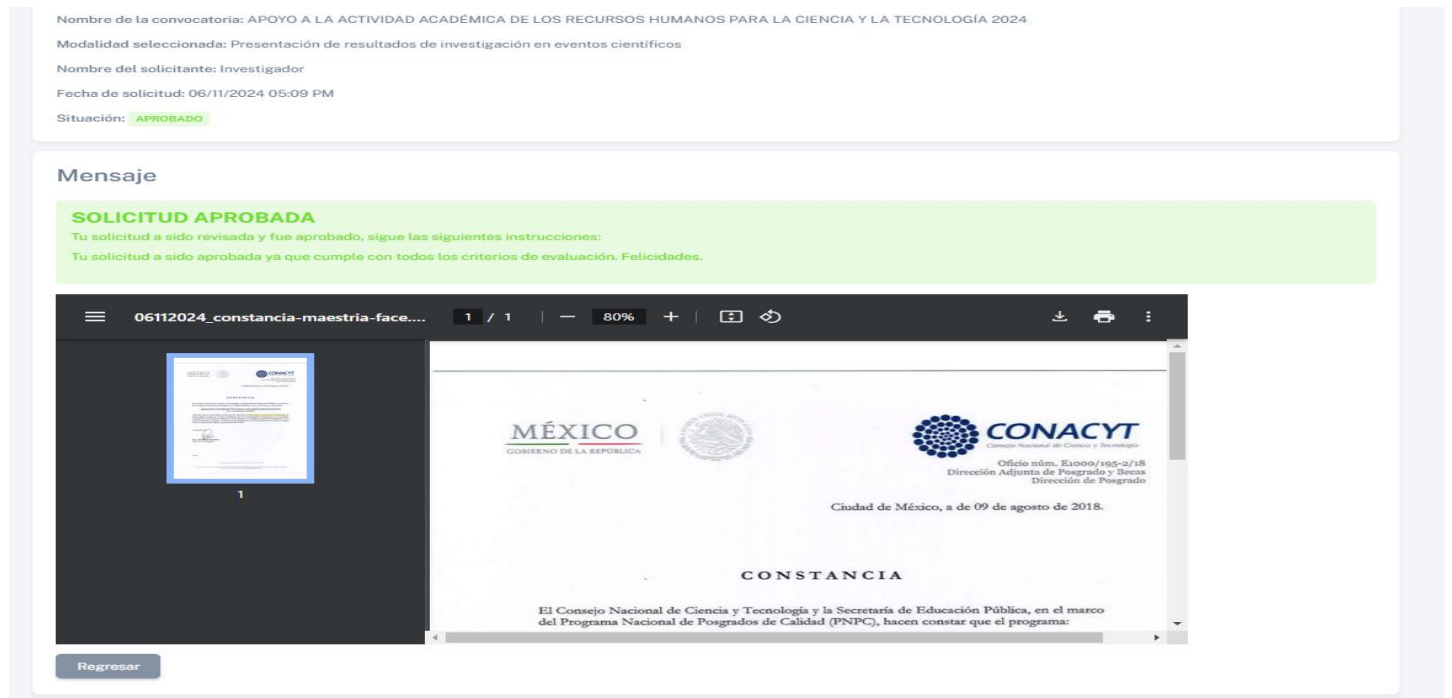 Nombre de la convocatoria: APOYO A LA ACTIVIDAD ACADÉMICA DE LOS RECURSOS HUMANOS PARA LA CIENCIA Y LA TECNOLOGÍA 2024
Modalidad seleccionada: Presentación de resultados de investigación en eventos científicos
Nombre del solicitante: Investigador
Fecha de solicitud: 06/11/2024 05:09 PM
Situación: APROBADO
Mensaje
SOLICITUD APROBADA
Tu solicitud a sido revisada y fue aprobado, sigue las siguientes instrucciones:
Tu solicitud a sido aprobada ya que cumple con todos los criterios de evaluación. Felicidades.
06112024_constancia-maestria-face.... 1 / 1 80%
1
MÉXICO
GOBIERNO DE LA REPÚBLICA
CONACYT
Consejo Nacional de Ciencia y Tecnología
Oficio núm. E1000/195-2/18
Dirección Adjunta de Posgrado y Becas
Dirección de Posgrado
Ciudad de México, a de 09 de agosto de 2018.
CONSTANCIA
El Consejo Nacional de Ciencia y Tecnología y la Secretaría de Educación Pública, en el marco
del Programa Nacional de Posgrados de Calidad (PNPC), hacen constar que el programa:
Regresar